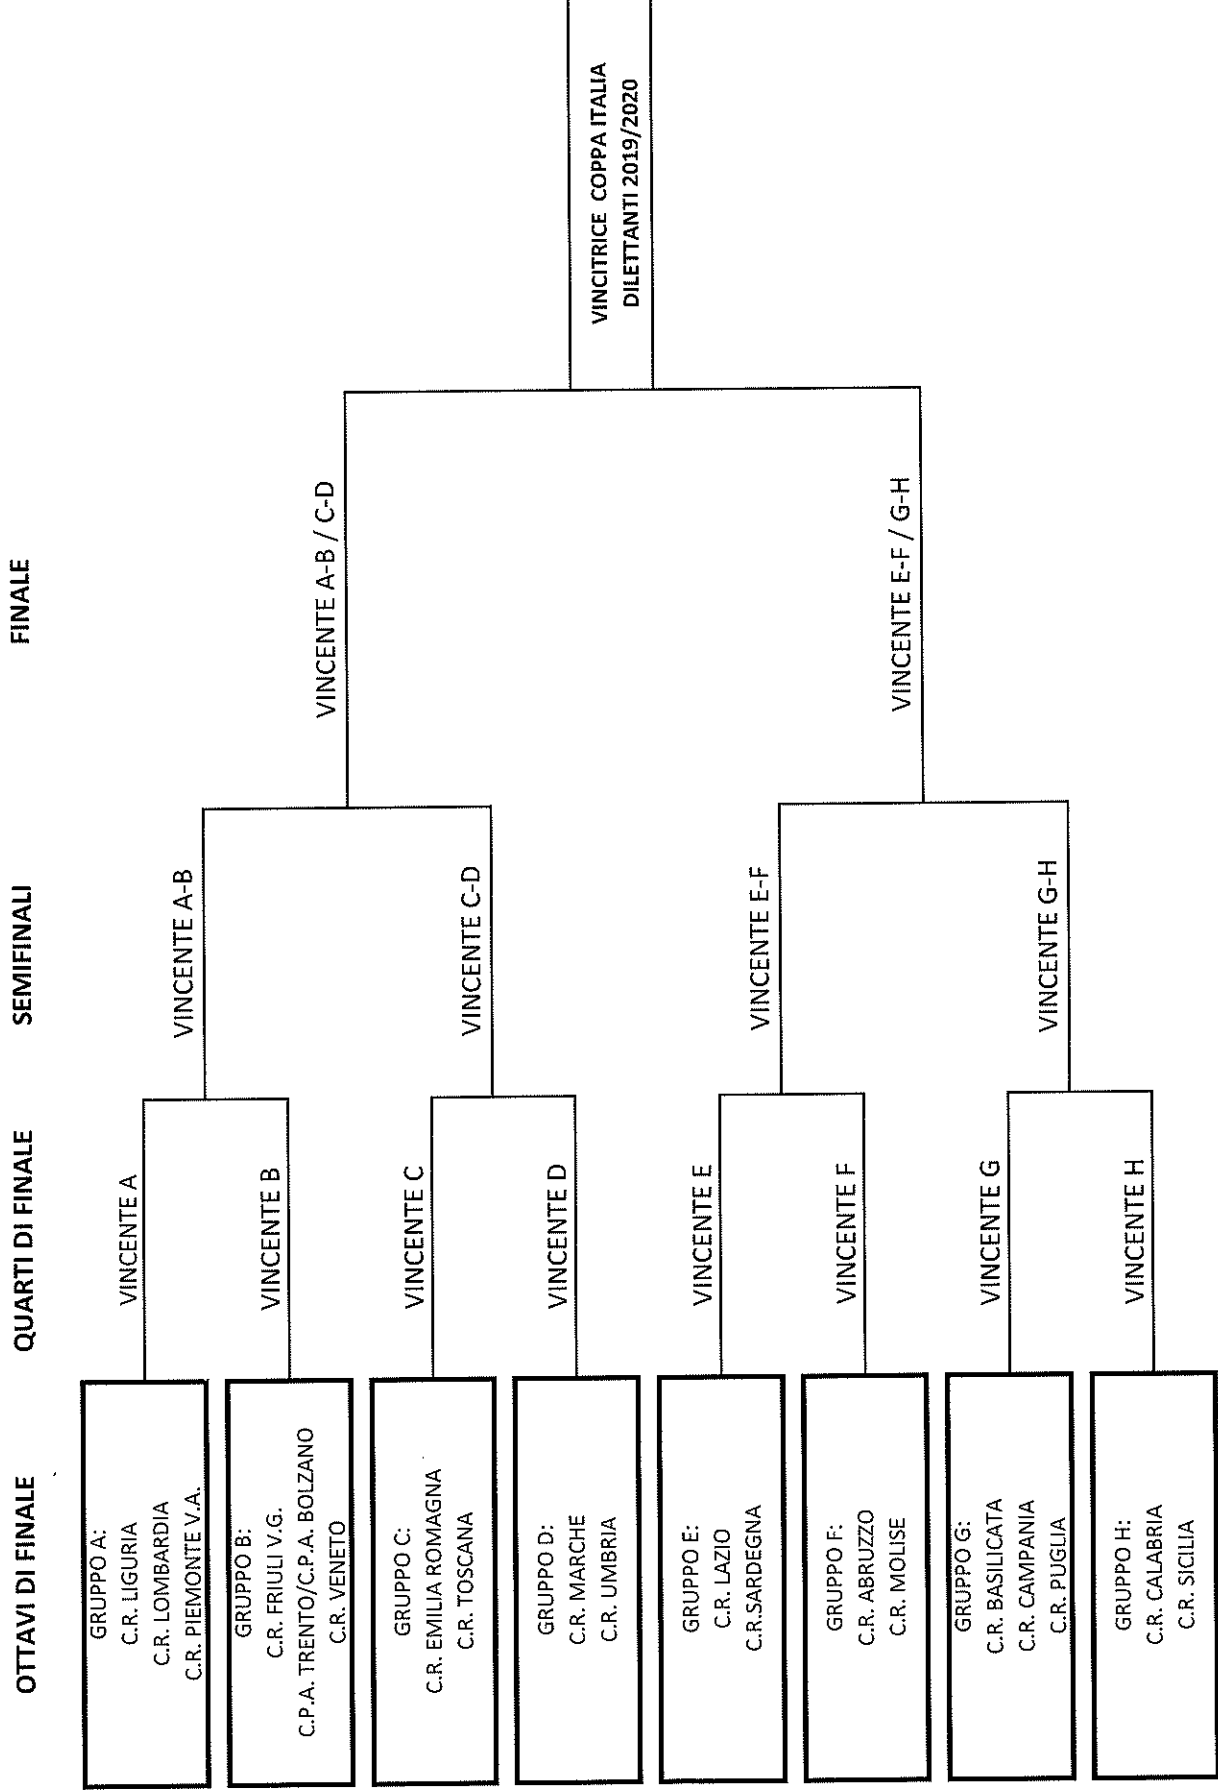 OTTAVI DI FINALE
QUARTI DI FINALE
SEMIFINALI
FINALE
GRUPPO A:
C.R. LIGURIA
C.R. LOMBARDIA
C.R. PIEMONTE V.A.
GRUPPO B:
C.R. FRIULI V.G.
C.P.A. TRENTO/C.P.A. BOLZANO
C.R. VENETO
GRUPPO C:
C.R. EMILIA ROMAGNA
C.R. TOSCANA
GRUPPO D:
C.R. MARCHE
C.R. UMBRIA
GRUPPO E:
C.R. LAZIO
C.R.SARDEGNA
GRUPPO F:
C.R. ABRUZZO
C.R. MOLISE
GRUPPO G:
C.R. BASILICATA
C.R. CAMPANIA
C.R. PUGLIA
GRUPPO H:
C.R. CALABRIA
C.R. SICILIA
VINCENTE A
VINCENTE B
VINCENTE C
VINCENTE D
VINCENTE E
VINCENTE F
VINCENTE G
VINCENTE H
VINCENTE A-B
VINCENTE C-D
VINCENTE E-F
VINCENTE G-H
VINCENTE A-B / C-D
VINCENTE E-F / G-H
VINCITRICE COPPA ITALIA
DILETTANTI 2019/2020